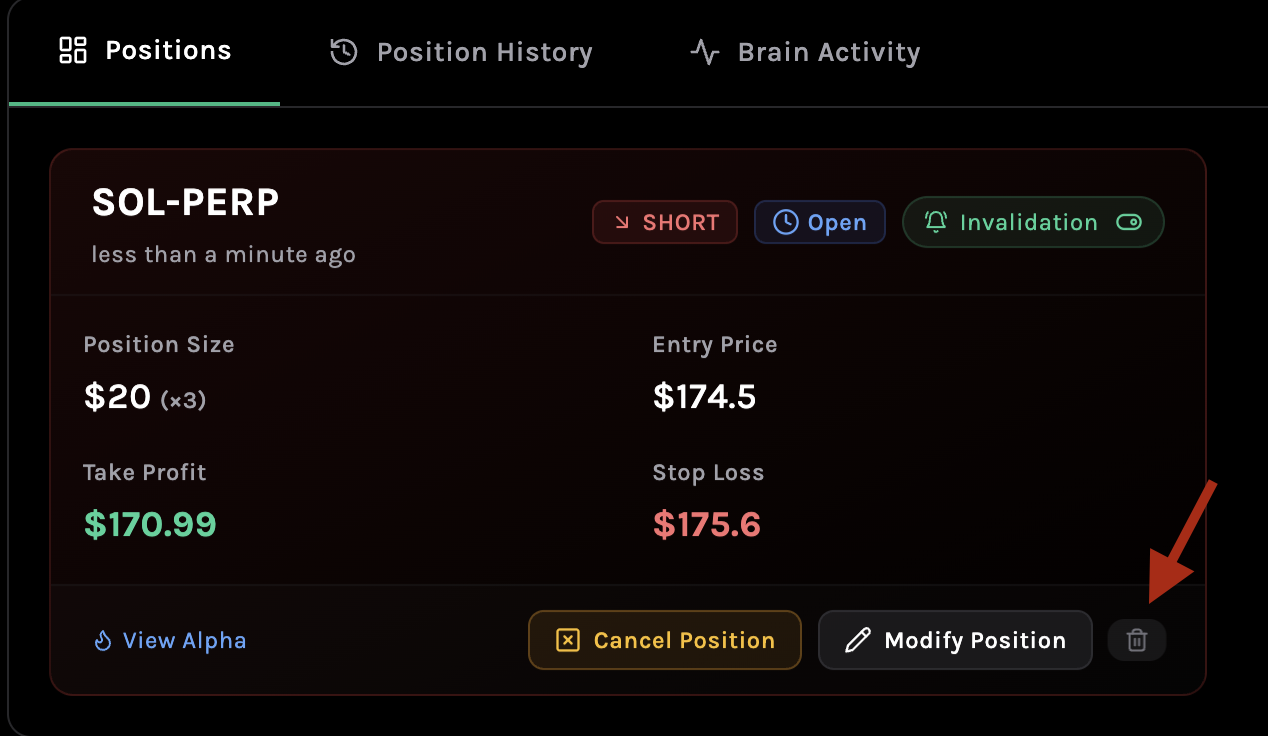 Positions
Position History
Brain Activity
SOL-PERP
less than a minute ago
SHORT
Open
Invalidation
Position Size
$20 (×3)
Entry Price
$174.5
Take Profit
$170.99
Stop Loss
$175.6
View Alpha
Cancel Position
Modify Position